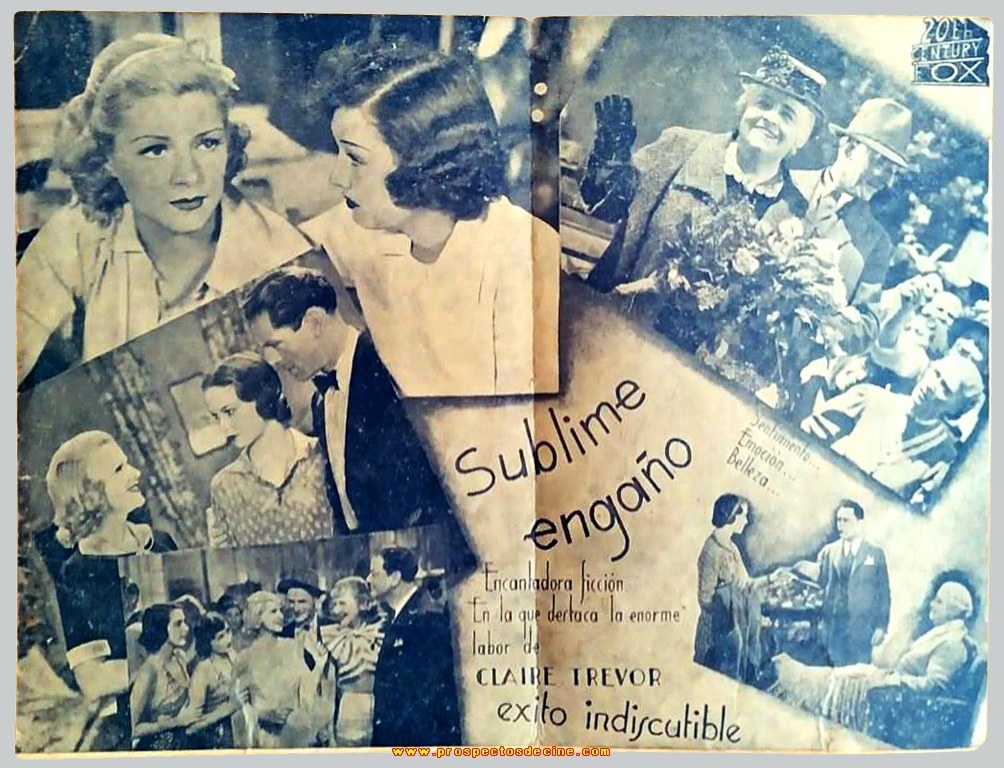 20th
CENTURY
FOX
Sublime
engaño
Sentimiento...
Emoción...
Belleza...
Encantadora ficción
En la que destaca la enorme
labor de
CLAIRE TREVOR
exito indiscutible
www.prospectosdecine.com